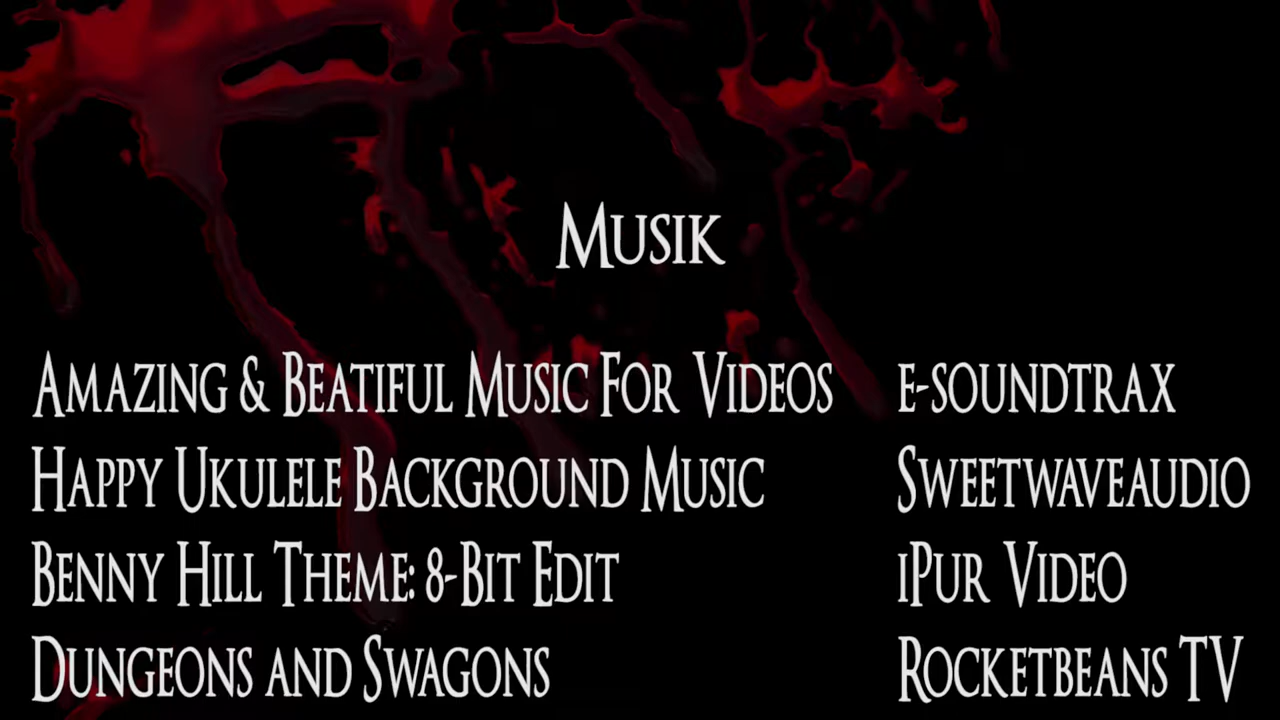 Musik
Amazing & Beatiful Music For Videos e-soundtrax
Happy Ukulele Background Music Sweetwaveaudio
Benny Hill Theme: 8-Bit Edit iPur Video
Dungeons and Swagons Rocketbeans TV